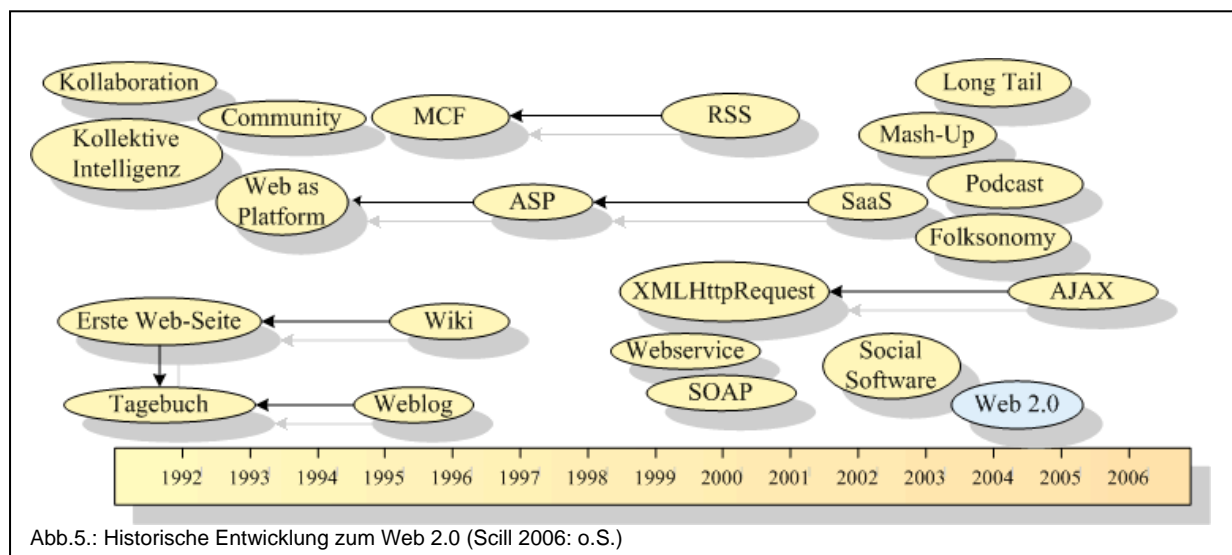 Kollaboration
Kollektive
Intelligenz
Community
MCF
RSS
Long Tail
Mash-Up
Web as
Platform
ASP
SaaS
Podcast
Folksonomy
Erste Web-Seite
Wiki
XMLHttpRequest
AJAX
Webservice
Social
Software
Tagebuch
Weblog
SOAP
Web 2.0
1992 1993 1994 1995 1996 1997 1998 1999 2000 2001 2002 2003 2004 2005 2006
Abb.5.: Historische Entwicklung zum Web 2.0 (Scill 2006: o.S.)